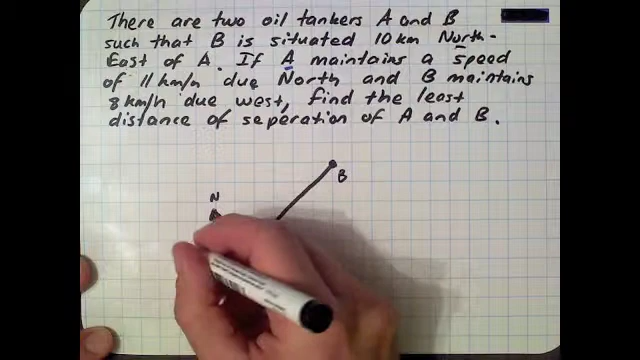 There are two oil tankers A and B
such that B is situated 10 km North-
East of A. If A maintains a speed
of 11 km/h due North and B maintains
8 km/h due west, find the least
distance of seperation of A and B.
B
N